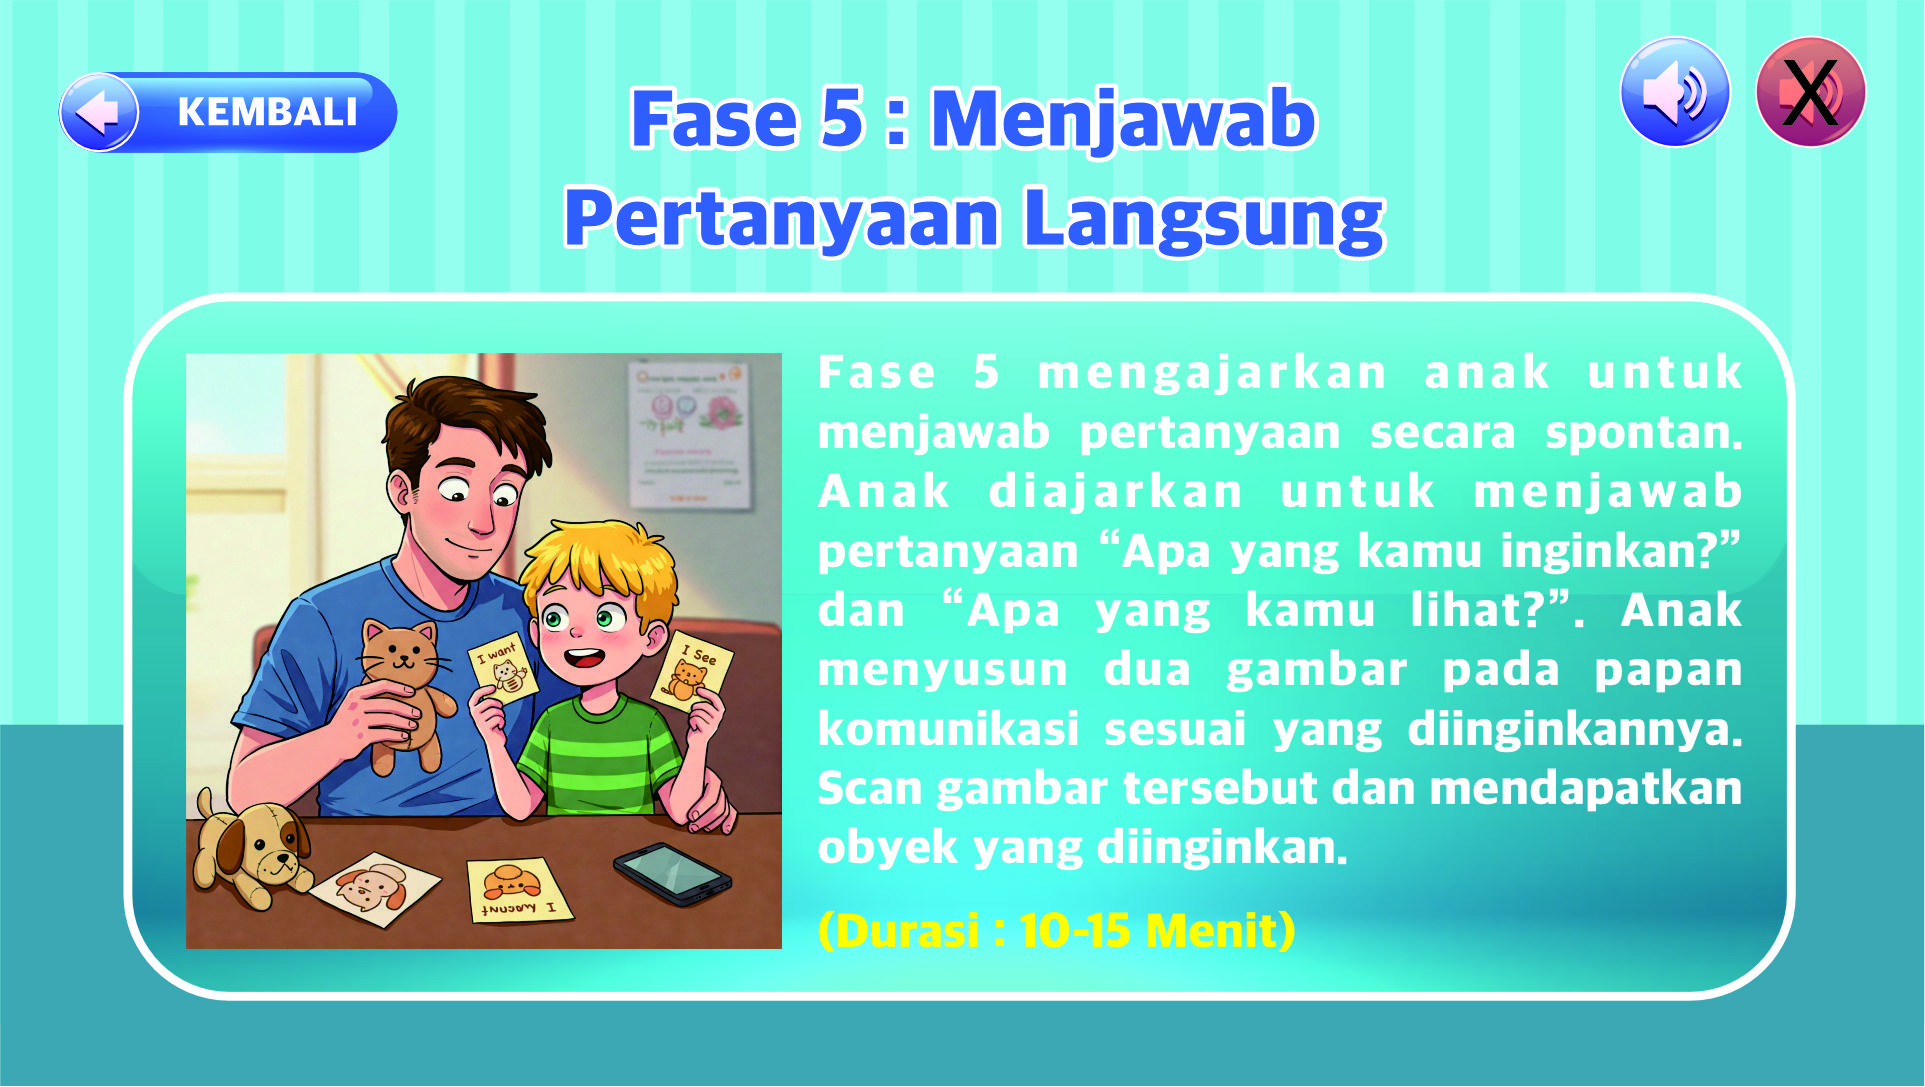 KEMBALI
Fase 5 : Menjawab
Pertanyaan Langsung
X
Fase 5 mengajarkan anak untuk
menjawab pertanyaan secara spontan.
Anak diajarkan untuk menjawab
pertanyaan “Apa yang kamu inginkan?”
dan “Apa yang kamu lihat?”. Anak
menyusun dua gambar pada papan
komunikasi sesuai yang diinginkannya.
Scan gambar tersebut dan mendapatkan
obyek yang diinginkan.
(Durasi : 10-15 Menit)
I want
I See